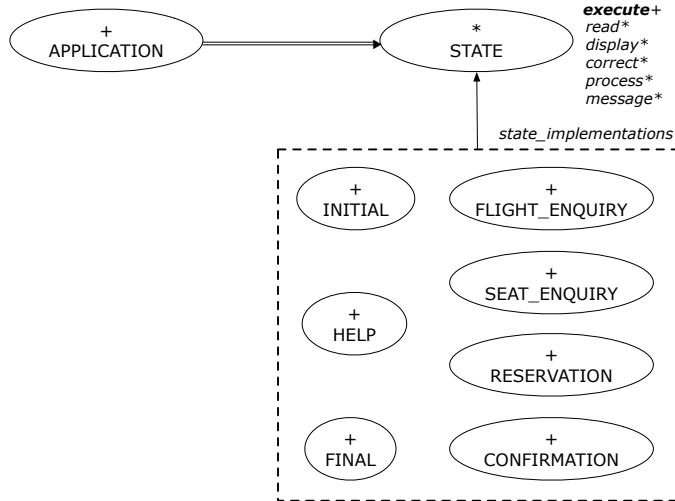 +
APPLICATION
*
STATE
execute+
read*
display*
correct*
process*
message*
state_implementations
+
INITIAL
+
FLIGHT_ENQUIRY
+
SEAT_ENQUIRY
+
HELP
+
RESERVATION
+
FINAL
+
CONFIRMATION